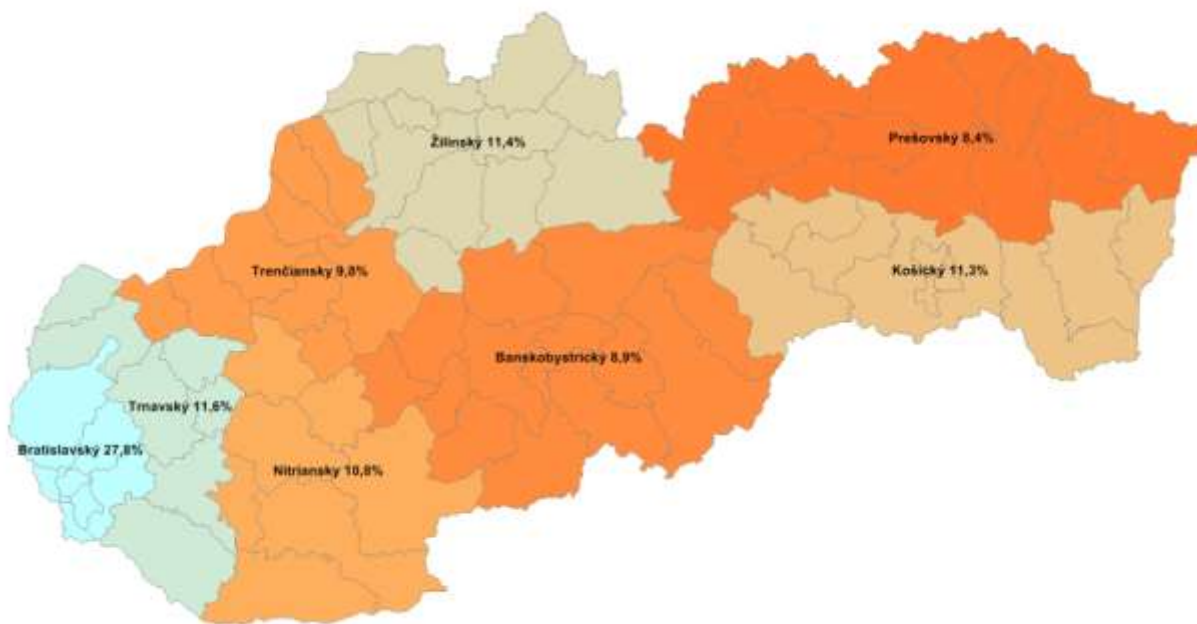 Žilinský 11,4%
Prešovský 8,4%
Trenčiansky 9,8%
Košický 11,3%
Banskobystrický 8,9%
Trnavský 11,6%
Bratislavský 27,8%
Nitriansky 10,8%